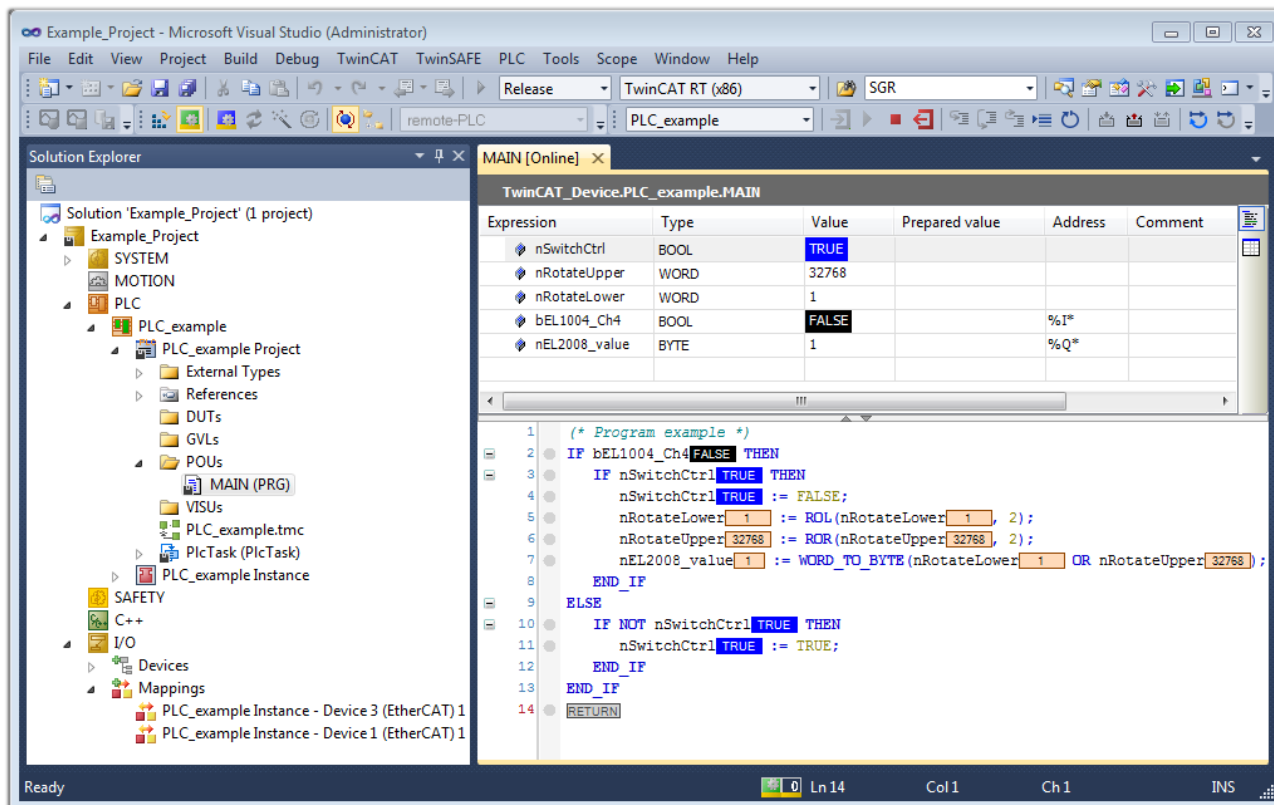 Example_Project - Microsoft Visual Studio (Administrator)
File Edit View Project Build Debug TwinCAT TwinSAFE PLC Tools Scope Window Help
Release TwinCAT RT (x86) SGR
remote-PLC PLC_example
Solution Explorer
Solution 'Example_Project' (1 project)
Example_Project
SYSTEM
MOTION
PLC
PLC_example
PLC_example Project
External Types
References
DUTs
GVLs
POUs
MAIN (PRG)
VISUs
PLC_example.tmc
PlcTask (PlcTask)
PLC_example Instance
SAFETY
C++
I/O
Devices
Mappings
PLC_example Instance - Device 3 (EtherCAT) 1
PLC_example Instance - Device 1 (EtherCAT) 1
MAIN [Online]
TwinCAT_Device.PLC_example.MAIN
Expression Type Value Prepared value Address Comment
nSwitchCtrl BOOL TRUE
nRotateUpper WORD 32768
nRotateLower WORD 1
bEL1004_Ch4 BOOL FALSE %I*
nEL2008_value BYTE 1 %Q*
1 (* Program example *)
2 IF bEL1004_Ch4 FALSE THEN
3 IF nSwitchCtrl TRUE THEN
4 nSwitchCtrl TRUE := FALSE;
5 nRotateLower 1 := ROL(nRotateLower 1 , 2);
6 nRotateUpper 32768 := ROR(nRotateUpper 32768 , 2);
7 nEL2008_value 1 := WORD_TO_BYTE(nRotateLower 1 OR nRotateUpper 32768 );
8 END_IF
9 ELSE
10 IF NOT nSwitchCtrl TRUE THEN
11 nSwitchCtrl TRUE := TRUE;
12 END_IF
13 END_IF
14 RETURN
Ready 0 Ln 14 Col 1 Ch 1 INS